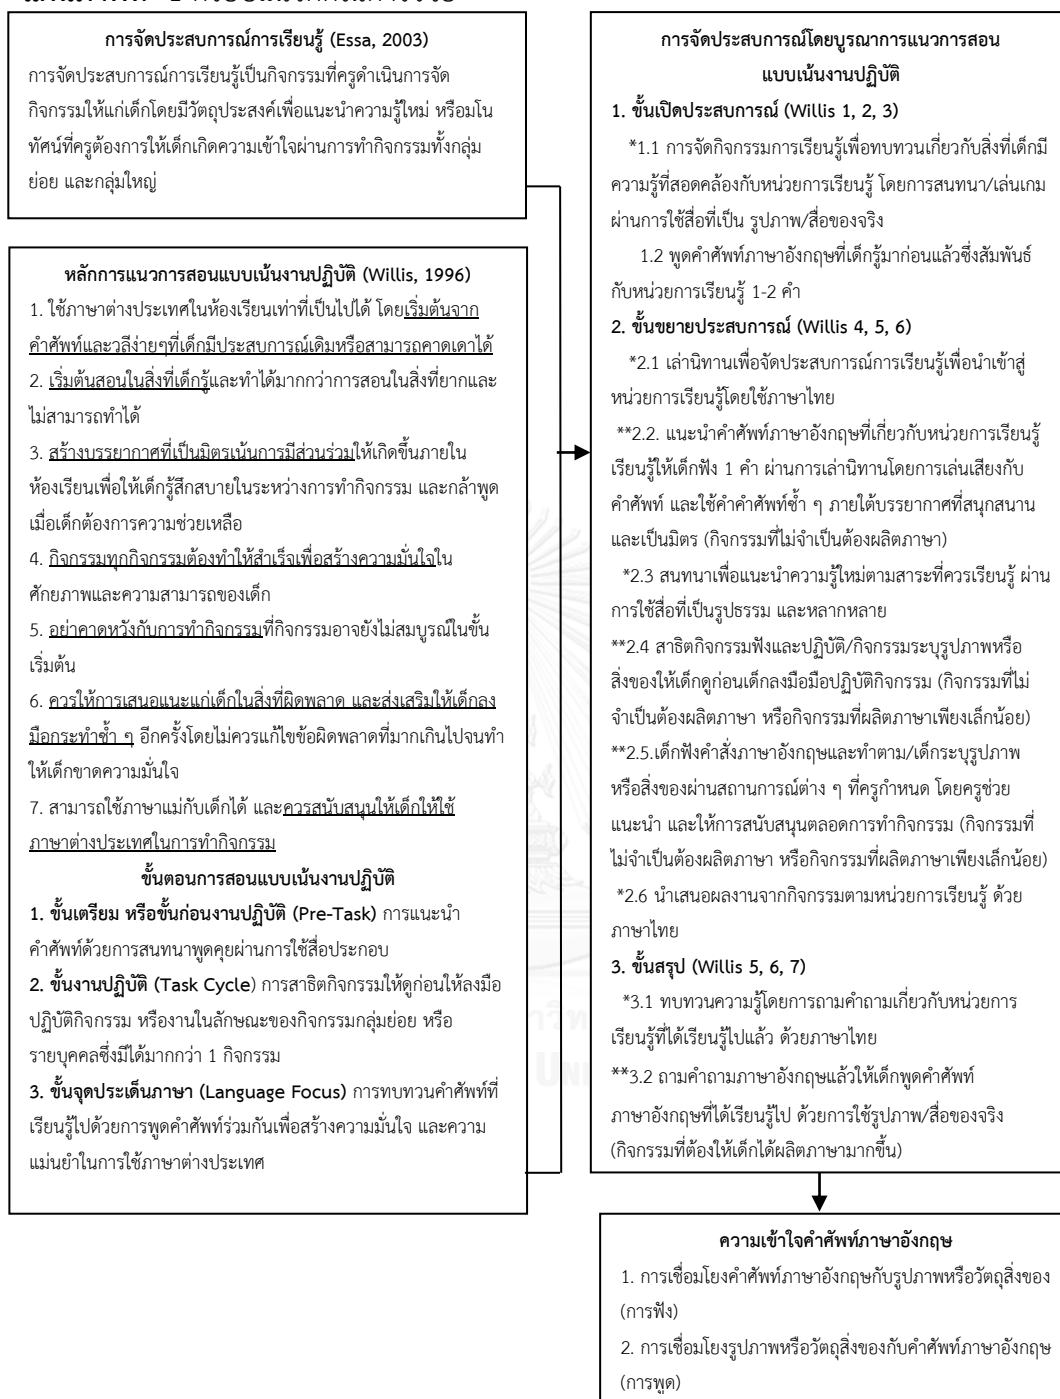 แผนภาพที่ 1 กรอบแนวคิดในการวิจัย
การจัดประสบการณ์การเรียนรู้ (Essa, 2003)
การจัดประสบการณ์การเรียนรู้เป็นกิจกรรมที่ครูดำเนินการจัด
กิจกรรมให้แก่เด็กโดยมีวัตถุประสงค์เพื่อแนะนำความรู้ใหม่ หรือมโน
ทัศน์ที่ครูต้องการให้เด็กเกิดความเข้าใจผ่านการทำกิจกรรมทั้งกลุ่ม
ย่อย และกลุ่มใหญ่
หลักการแนวการสอนแบบเน้นงานปฏิบัติ (Willis, 1996)
1. ใช้ภาษาต่างประเทศในห้องเรียนเท่าที่เป็นไปได้ โดยเริ่มต้นจาก
คำศัพท์และวลีง่ายๆที่เด็กมีประสบการณ์เดิมหรือสามารถคาดเดาได้
2. เริ่มต้นสอนในสิ่งที่เด็กรู้และทำได้มากกว่าการสอนในสิ่งที่ยากและ
ไม่สามารถทำได้
3. สร้างบรรยากาศที่เป็นมิตรเน้นการมีส่วนร่วมให้เกิดขึ้นภายใน
ห้องเรียนเพื่อให้เด็กรู้สึกสบายในระหว่างการทำกิจกรรม และกล้าพูด
เมื่อเด็กต้องการความช่วยเหลือ
4. กิจกรรมทุกกิจกรรมต้องทำให้สำเร็จเพื่อสร้างความมั่นใจใน
ศักยภาพและความสามารถของเด็ก
5. อย่าคาดหวังกับการทำกิจกรรมที่กิจกรรมอาจยังไม่สมบูรณ์ในขั้น
เริ่มต้น
6. ควรให้การเสนอแนะแก่เด็กในสิ่งที่ผิดพลาด และส่งเสริมให้เด็กลง
มือกระทำซ้ำ ๆ อีกครั้งโดยไม่ควรแก้ไขข้อผิดพลาดที่มากเกินไปจนทำ
ให้เด็กขาดความมั่นใจ
7. สามารถใช้ภาษาแม่กับเด็กได้ และควรสนับสนุนให้เด็กให้ใช้
ภาษาต่างประเทศในการทำกิจกรรม
ขั้นตอนการสอนแบบเน้นงานปฏิบัติ
1. ขั้นเตรียม หรือขั้นก่อนงานปฏิบัติ (Pre-Task) การแนะนำ
คำศัพท์ด้วยการสนทนาพูดคุยผ่านการใช้สื่อประกอบ
2. ขั้นงานปฏิบัติ (Task Cycle) การสาธิตกิจกรรมให้ดูก่อนให้ลงมือ
ปฏิบัติกิจกรรม หรืองานในลักษณะของกิจกรรมกลุ่มย่อย หรือ
รายบุคคลซึ่งมีได้มากกว่า 1 กิจกรรม
3. ขั้นจุดประเด็นภาษา (Language Focus) การทบทวนคำศัพท์ที่
เรียนรู้ไปด้วยการพูดคำศัพท์ร่วมกันเพื่อสร้างความมั่นใจ และความ
แม่นยำในการใช้ภาษาต่างประเทศ
การจัดประสบการณ์โดยบูรณาการแนวการสอน
แบบเน้นงานปฏิบัติ
1. ขั้นเปิดประสบการณ์ (Willis 1, 2, 3)
*1.1 การจัดกิจกรรมการเรียนรู้เพื่อทบทวนเกี่ยวกับสิ่งที่เด็กมี
ความรู้ที่สอดคล้องกับหน่วยการเรียนรู้ โดยการสนทนา/เล่นเกม
ผ่านการใช้สื่อที่เป็น รูปภาพ/สื่อของจริง
1.2 พูดคำศัพท์ภาษาอังกฤษที่เด็กรู้มาก่อนแล้วซึ่งสัมพันธ์
กับหน่วยการเรียนรู้ 1-2 คำ
2. ขั้นขยายประสบการณ์ (Willis 4, 5, 6)
*2.1 เล่านิทานเพื่อจัดประสบการณ์การเรียนรู้เพื่อนำเข้าสู่
หน่วยการเรียนรู้โดยใช้ภาษาไทย
**2.2. แนะนำคำศัพท์ภาษาอังกฤษที่เกี่ยวกับหน่วยการเรียนรู้
เรียนรู้ให้เด็กฟัง 1 คำ ผ่านการเล่านิทานโดยการเล่นเสียงกับ
คำศัพท์ และใช้คำคำศัพท์ซ้ำ ๆ ภายใต้บรรยากาศที่สนุกสนาน
และเป็นมิตร (กิจกรรมที่ไม่จำเป็นต้องผลิตภาษา)
*2.3 สนทนาเพื่อแนะนำความรู้ใหม่ตามสาระที่ควรเรียนรู้ ผ่าน
การใช้สื่อที่เป็นรูปธรรม และหลากหลาย
**2.4 สาธิตกิจกรรมฟังและปฏิบัติ/กิจกรรมระบุรูปภาพหรือ
สิ่งของให้เด็กดูก่อนเด็กลงมือมือปฏิบัติกิจกรรม (กิจกรรมที่ไม่
จำเป็นต้องผลิตภาษา หรือกิจกรรมที่ผลิตภาษาเพียงเล็กน้อย)
**2.5.เด็กฟังคำสั่งภาษาอังกฤษและทำตาม/เด็กระบุรูปภาพ
หรือสิ่งของผ่านสถานการณ์ต่าง ๆ ที่ครูกำหนด โดยครูช่วย
แนะนำ และให้การสนับสนุนตลอดการทำกิจกรรม (กิจกรรมที่
ไม่จำเป็นต้องผลิตภาษา หรือกิจกรรมที่ผลิตภาษาเพียงเล็กน้อย)
*2.6 นำเสนอผลงานจากกิจกรรมตามหน่วยการเรียนรู้ ด้วย
ภาษาไทย
3. ขั้นสรุป (Willis 5, 6, 7)
*3.1 ทบทวนความรู้โดยการถามคำถามเกี่ยวกับหน่วยการ
เรียนรู้ที่ได้เรียนรู้ไปแล้ว ด้วยภาษาไทย
**3.2 ถามคำถามภาษาอังกฤษแล้วให้เด็กพูดคำศัพท์
ภาษาอังกฤษที่ได้เรียนรู้ไป ด้วยการใช้รูปภาพ/สื่อของจริง
(กิจกรรมที่ต้องให้เด็กได้ผลิตภาษามากขึ้น)
ความเข้าใจคำศัพท์ภาษาอังกฤษ
1. การเชื่อมโยงคำศัพท์ภาษาอังกฤษกับรูปภาพหรือวัตถุสิ่งของ
(การฟัง)
2. การเชื่อมโยงรูปภาพหรือวัตถุสิ่งของกับคำศัพท์ภาษาอังกฤษ
(การพูด)